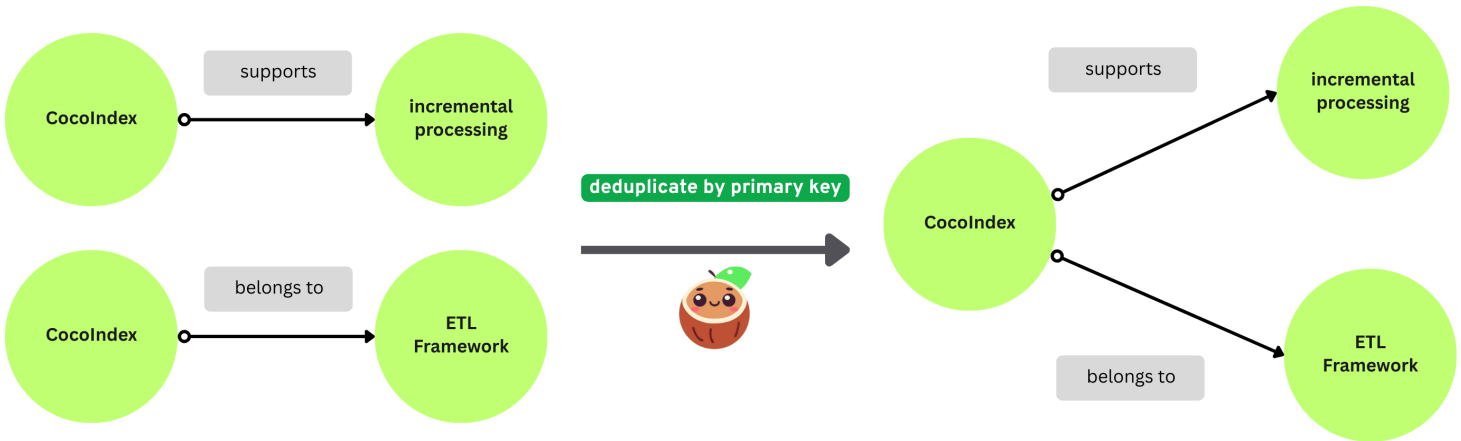 CocoIndex
supports
incremental
processing
CocoIndex
belongs to
ETL
Framework
deduplicate by primary key
CocoIndex
supports
incremental
processing
belongs to
ETL
Framework